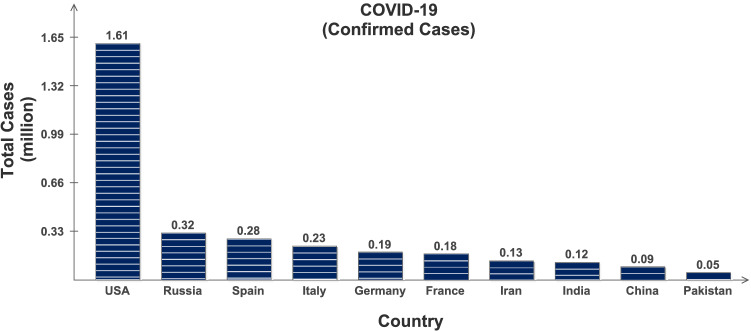 COVID-19
(Confirmed Cases)
Total Cases
(million)
1.65
1.32
0.99
0.66
0.33
1.61
0.32
0.28
0.23
0.19
0.18
0.13
0.12
0.09
0.05
USA Russia Spain Italy Germany France Iran India China Pakistan
Country